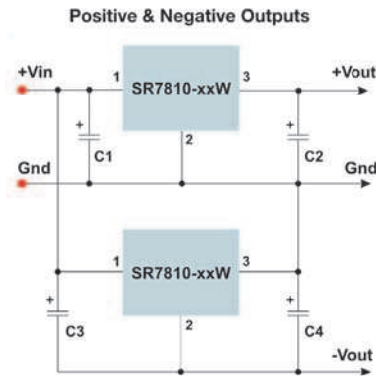 Positive & Negative Outputs
+Vin
1
SR7810-xxW
3
+Vout
+
C1
2
+
C2
Gnd
Gnd
1
SR7810-xxW
3
+
C3
2
+
C4
-Vout